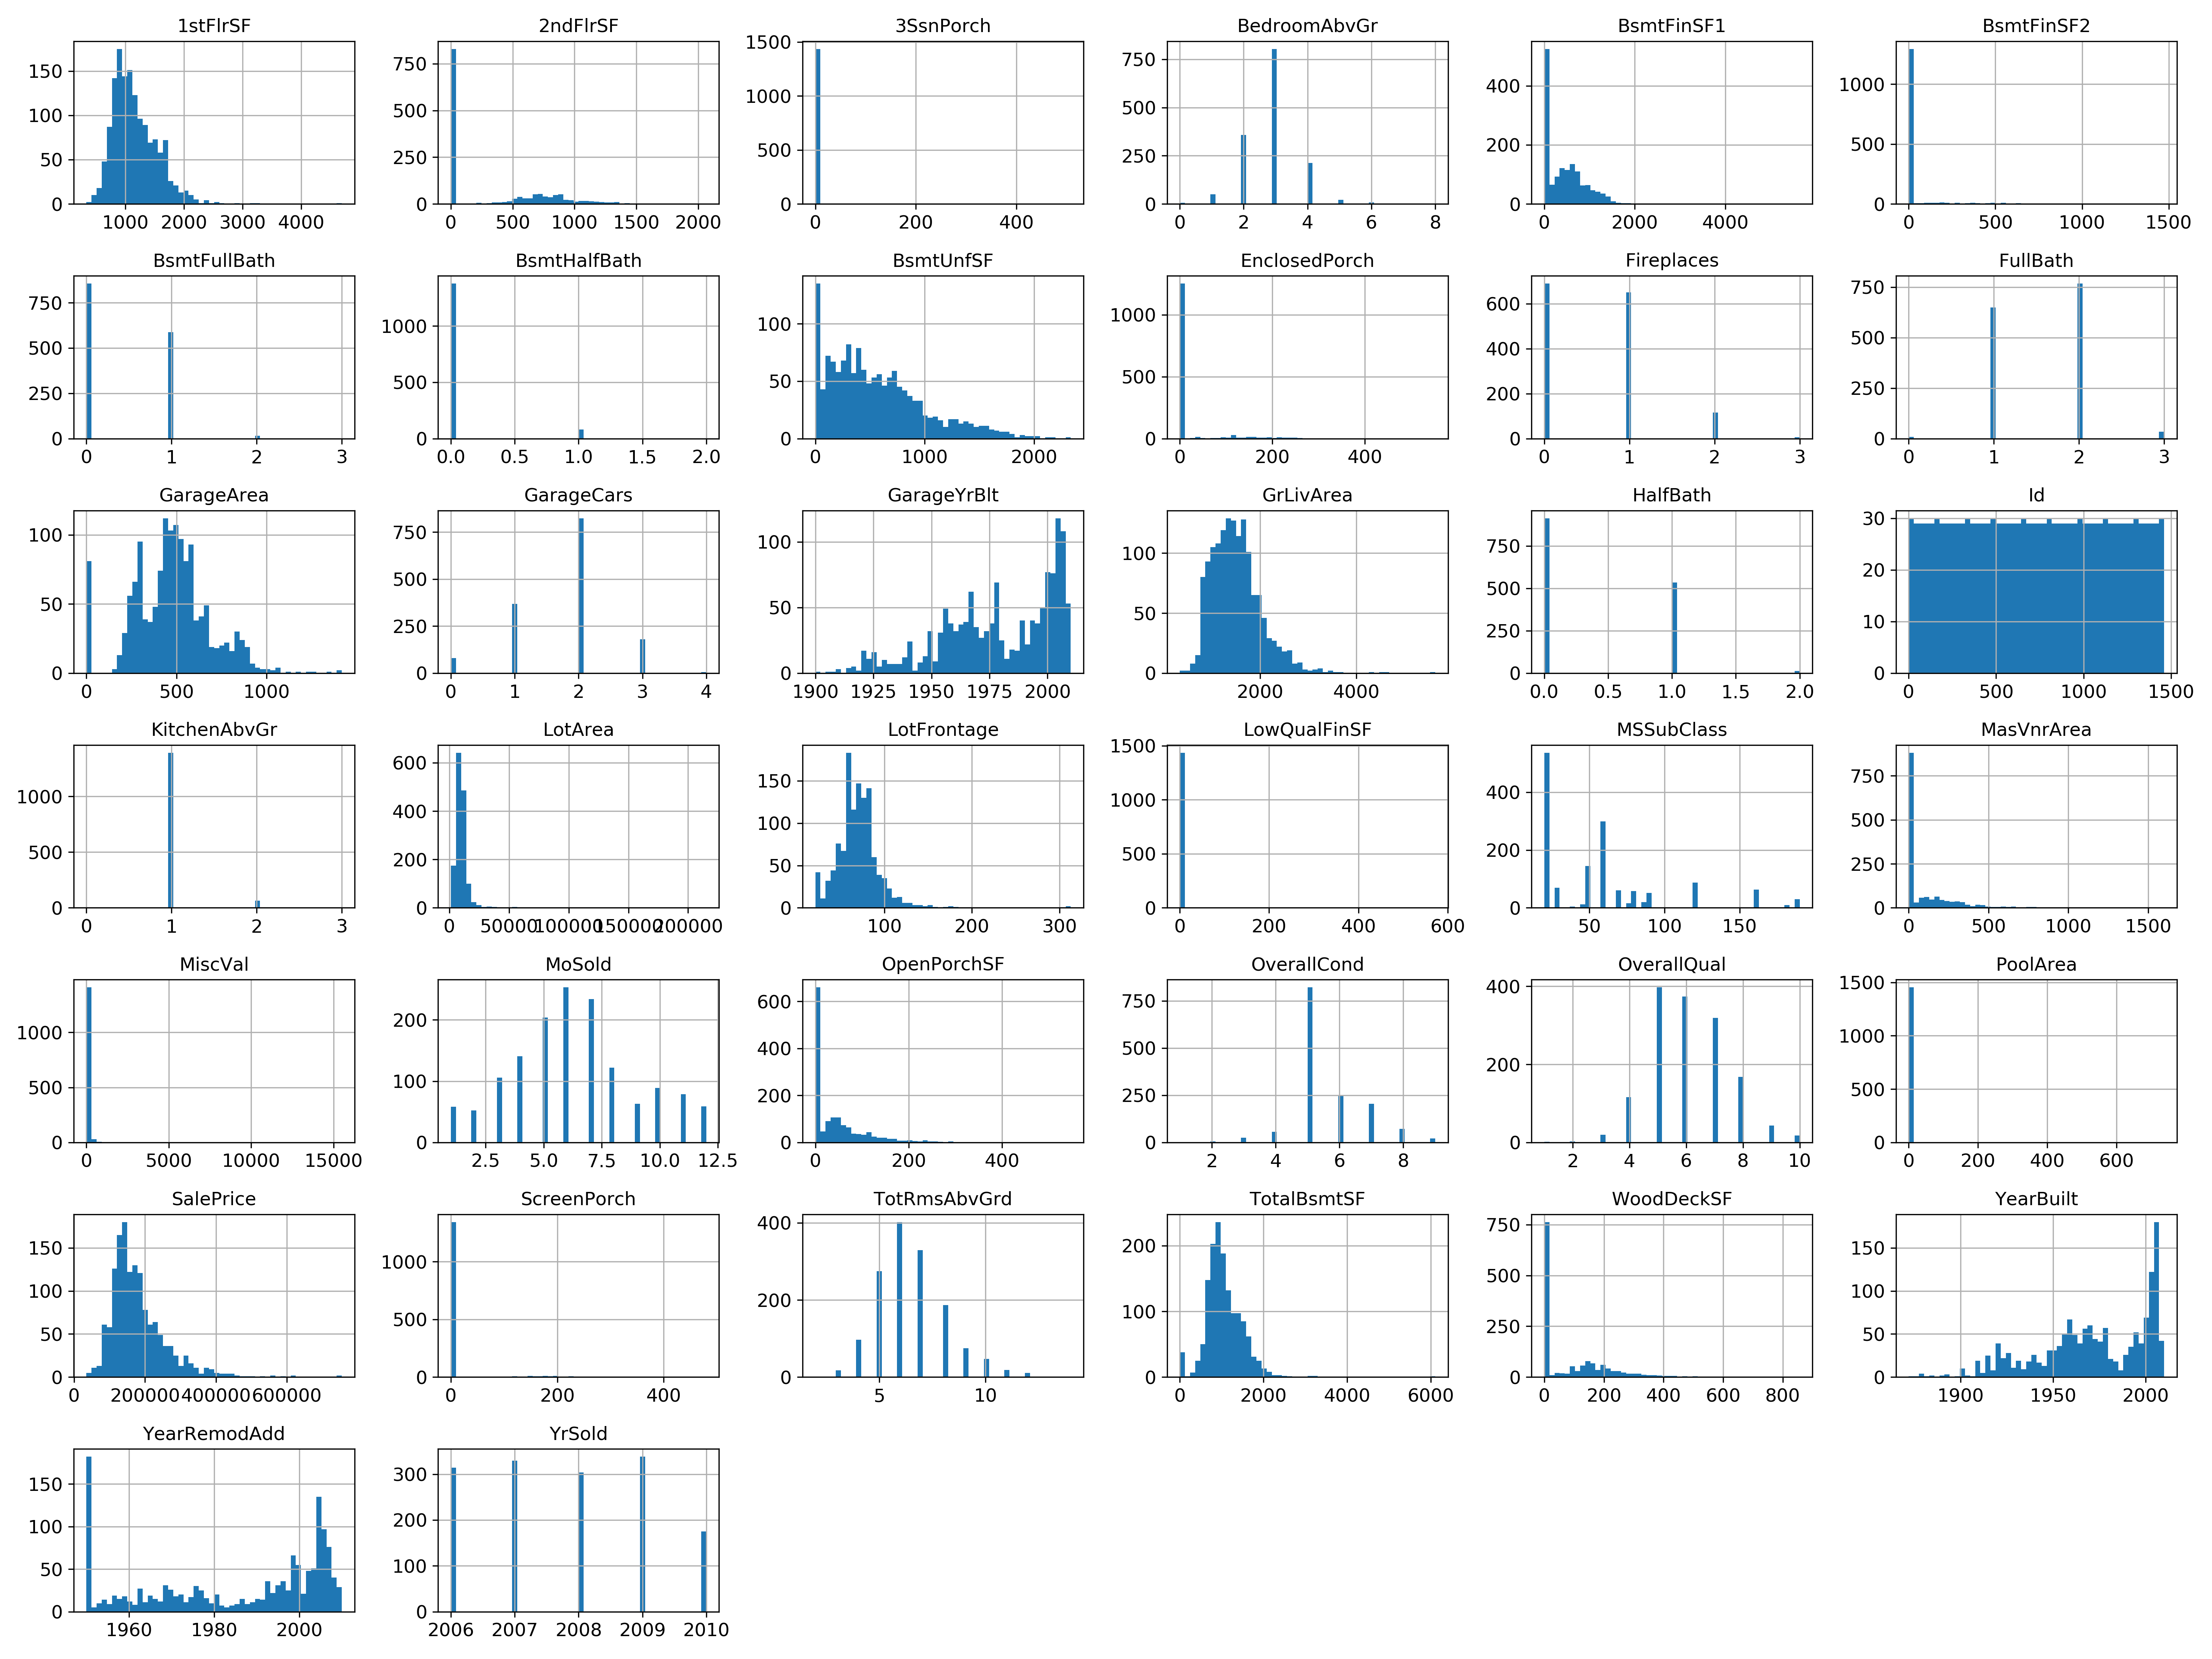 1stFlrSF
150
100
50
0
1000 2000 3000 4000
2ndFlrSF
750
500
250
0
0 500 1000 1500 2000
3SsnPorch
1500
1000
500
0
0 200 400
BedroomAbvGr
750
500
250
0
0 2 4 6 8
BsmtFinSF1
400
200
0
0 2000 4000
BsmtFinSF2
1000
500
0
0 500 1000 1500
BsmtFullBath
750
500
250
0
0 1 2 3
BsmtHalfBath
1000
500
0
0.0 0.5 1.0 1.5 2.0
BsmtUnfSF
100
50
0
0 1000 2000
EnclosedPorch
1000
500
0
0 200 400
Fireplaces
600
400
200
0
0 1 2 3
FullBath
750
500
250
0
0 1 2 3
GarageArea
100
50
0
0 500 1000
GarageCars
750
500
250
0
0 1 2 3 4
GarageYrBlt
100
50
0
1900 1925 1950 1975 2000
GrLivArea
100
50
0
2000 4000
HalfBath
750
500
250
0
0.0 0.5 1.0 1.5 2.0
Id
30
20
10
0
0 500 1000 1500
KitchenAbvGr
1000
500
0
0 1 2 3
LotArea
600
400
200
0
0 50000 100000 150000 200000
LotFrontage
150
100
50
0
100 200 300
LowQualFinSF
1500
1000
500
0
0 200 400 600
MSSubClass
400
200
0
50 100 150
MasVnrArea
750
500
250
0
0 500 1000 1500
MiscVal
1000
500
0
0 5000 10000 15000
MoSold
200
100
0
2.5 5.0 7.5 10.0 12.5
OpenPorchSF
600
400
200
0
0 200 400
OverallCond
750
500
250
0
2 4 6 8
OverallQual
400
200
0
2 4 6 8 10
PoolArea
1500
1000
500
0
0 200 400 600
SalePrice
150
100
50
0
0 200000 400000 600000
ScreenPorch
1000
500
0
0 200 400
TotRmsAbvGrd
400
200
0
5 10
TotalBsmtSF
200
100
0
0 2000 4000 6000
WoodDeckSF
750
500
250
0
0 200 400 600 800
YearBuilt
150
100
50
0
1900 1950 2000
YearRemodAdd
150
100
50
0
1960 1980 2000
YrSold
300
200
100
0
2006 2007 2008 2009 2010